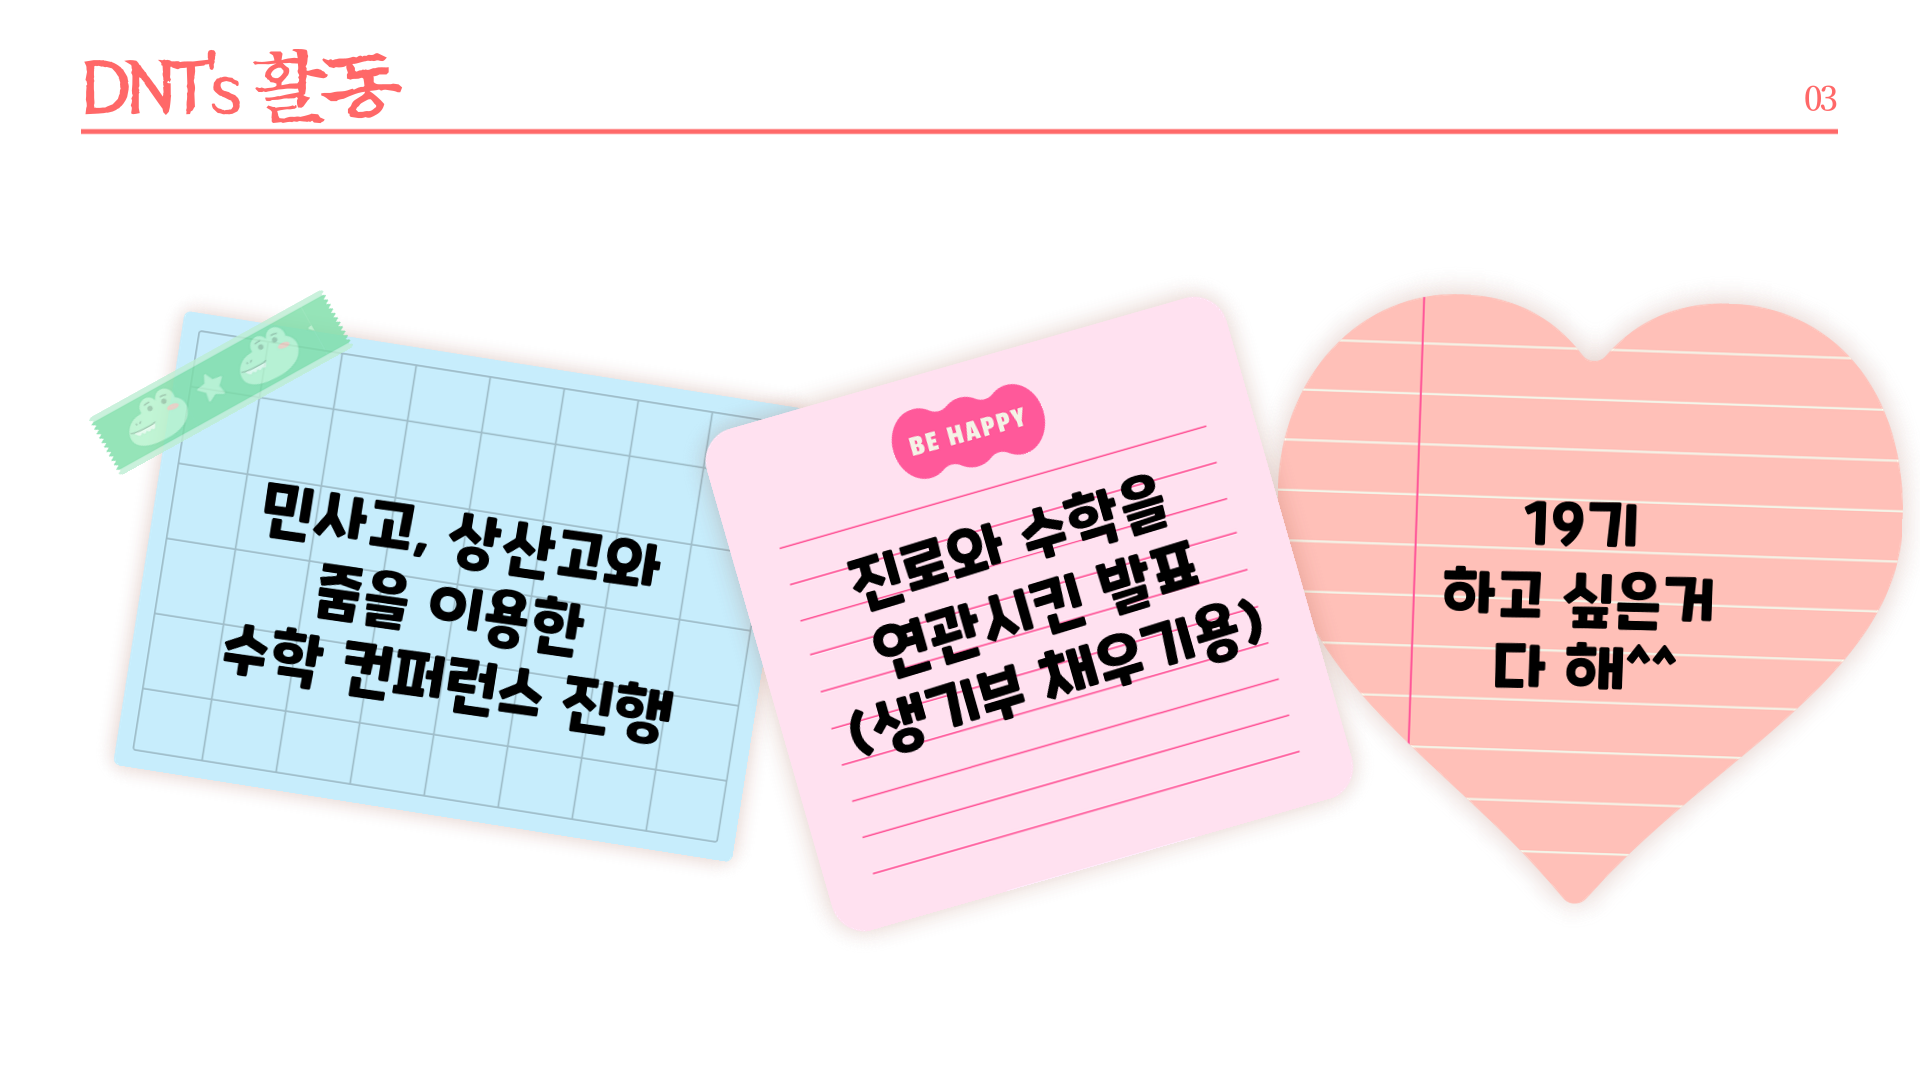 DNT's 활동
03
민사고, 상산고와
줌을 이용한
수학 컨퍼런스 진행
BE HAPPY
진로와 수학을
연관시킨 발표
(생기부 채우기용)
19기
하고 싶은거
다 해^^